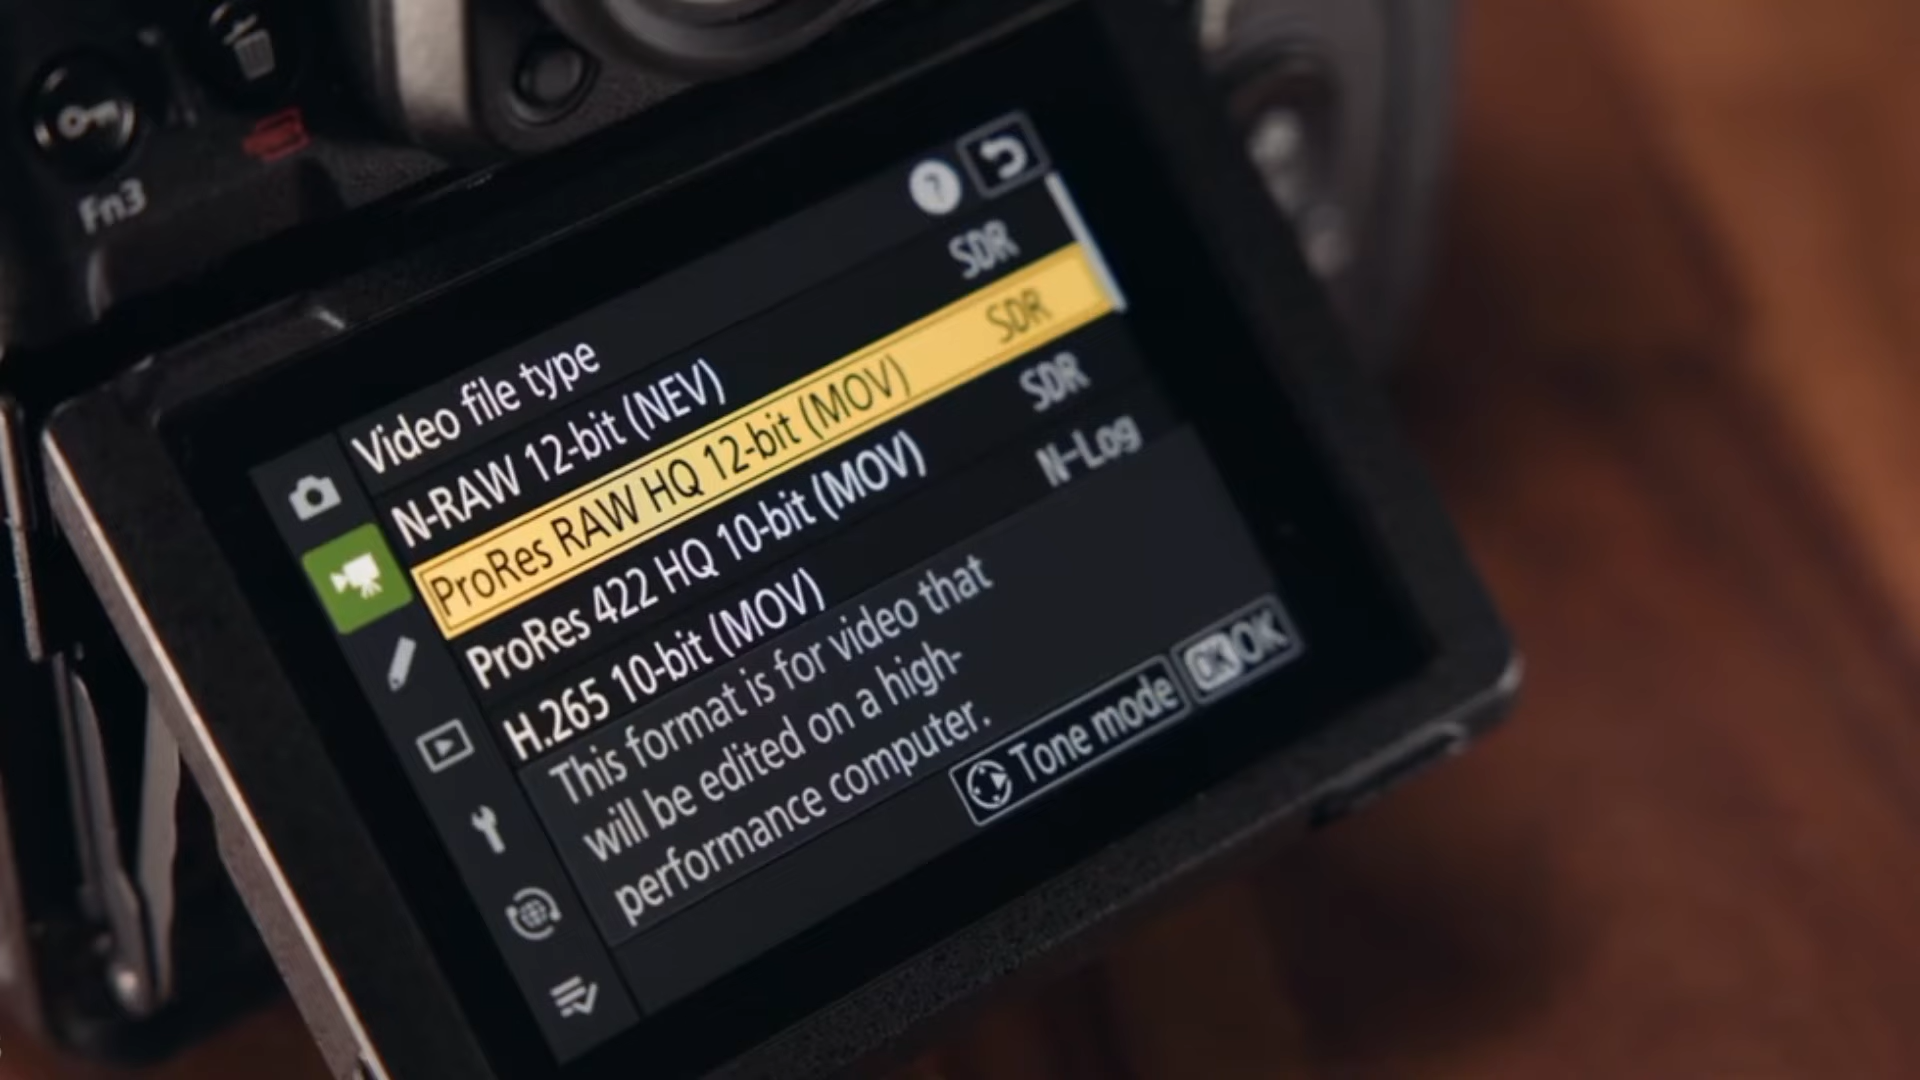 Fn3
?
Video file type
N-RAW 12-bit (NEV) SDR
ProRes RAW HQ 12-bit (MOV) SDR
ProRes 422 HQ 10-bit (MOV) SDR
H.265 10-bit (MOV) N-Log
This format is for video that
will be edited on a high-
performance computer.
Tone mode OK OK